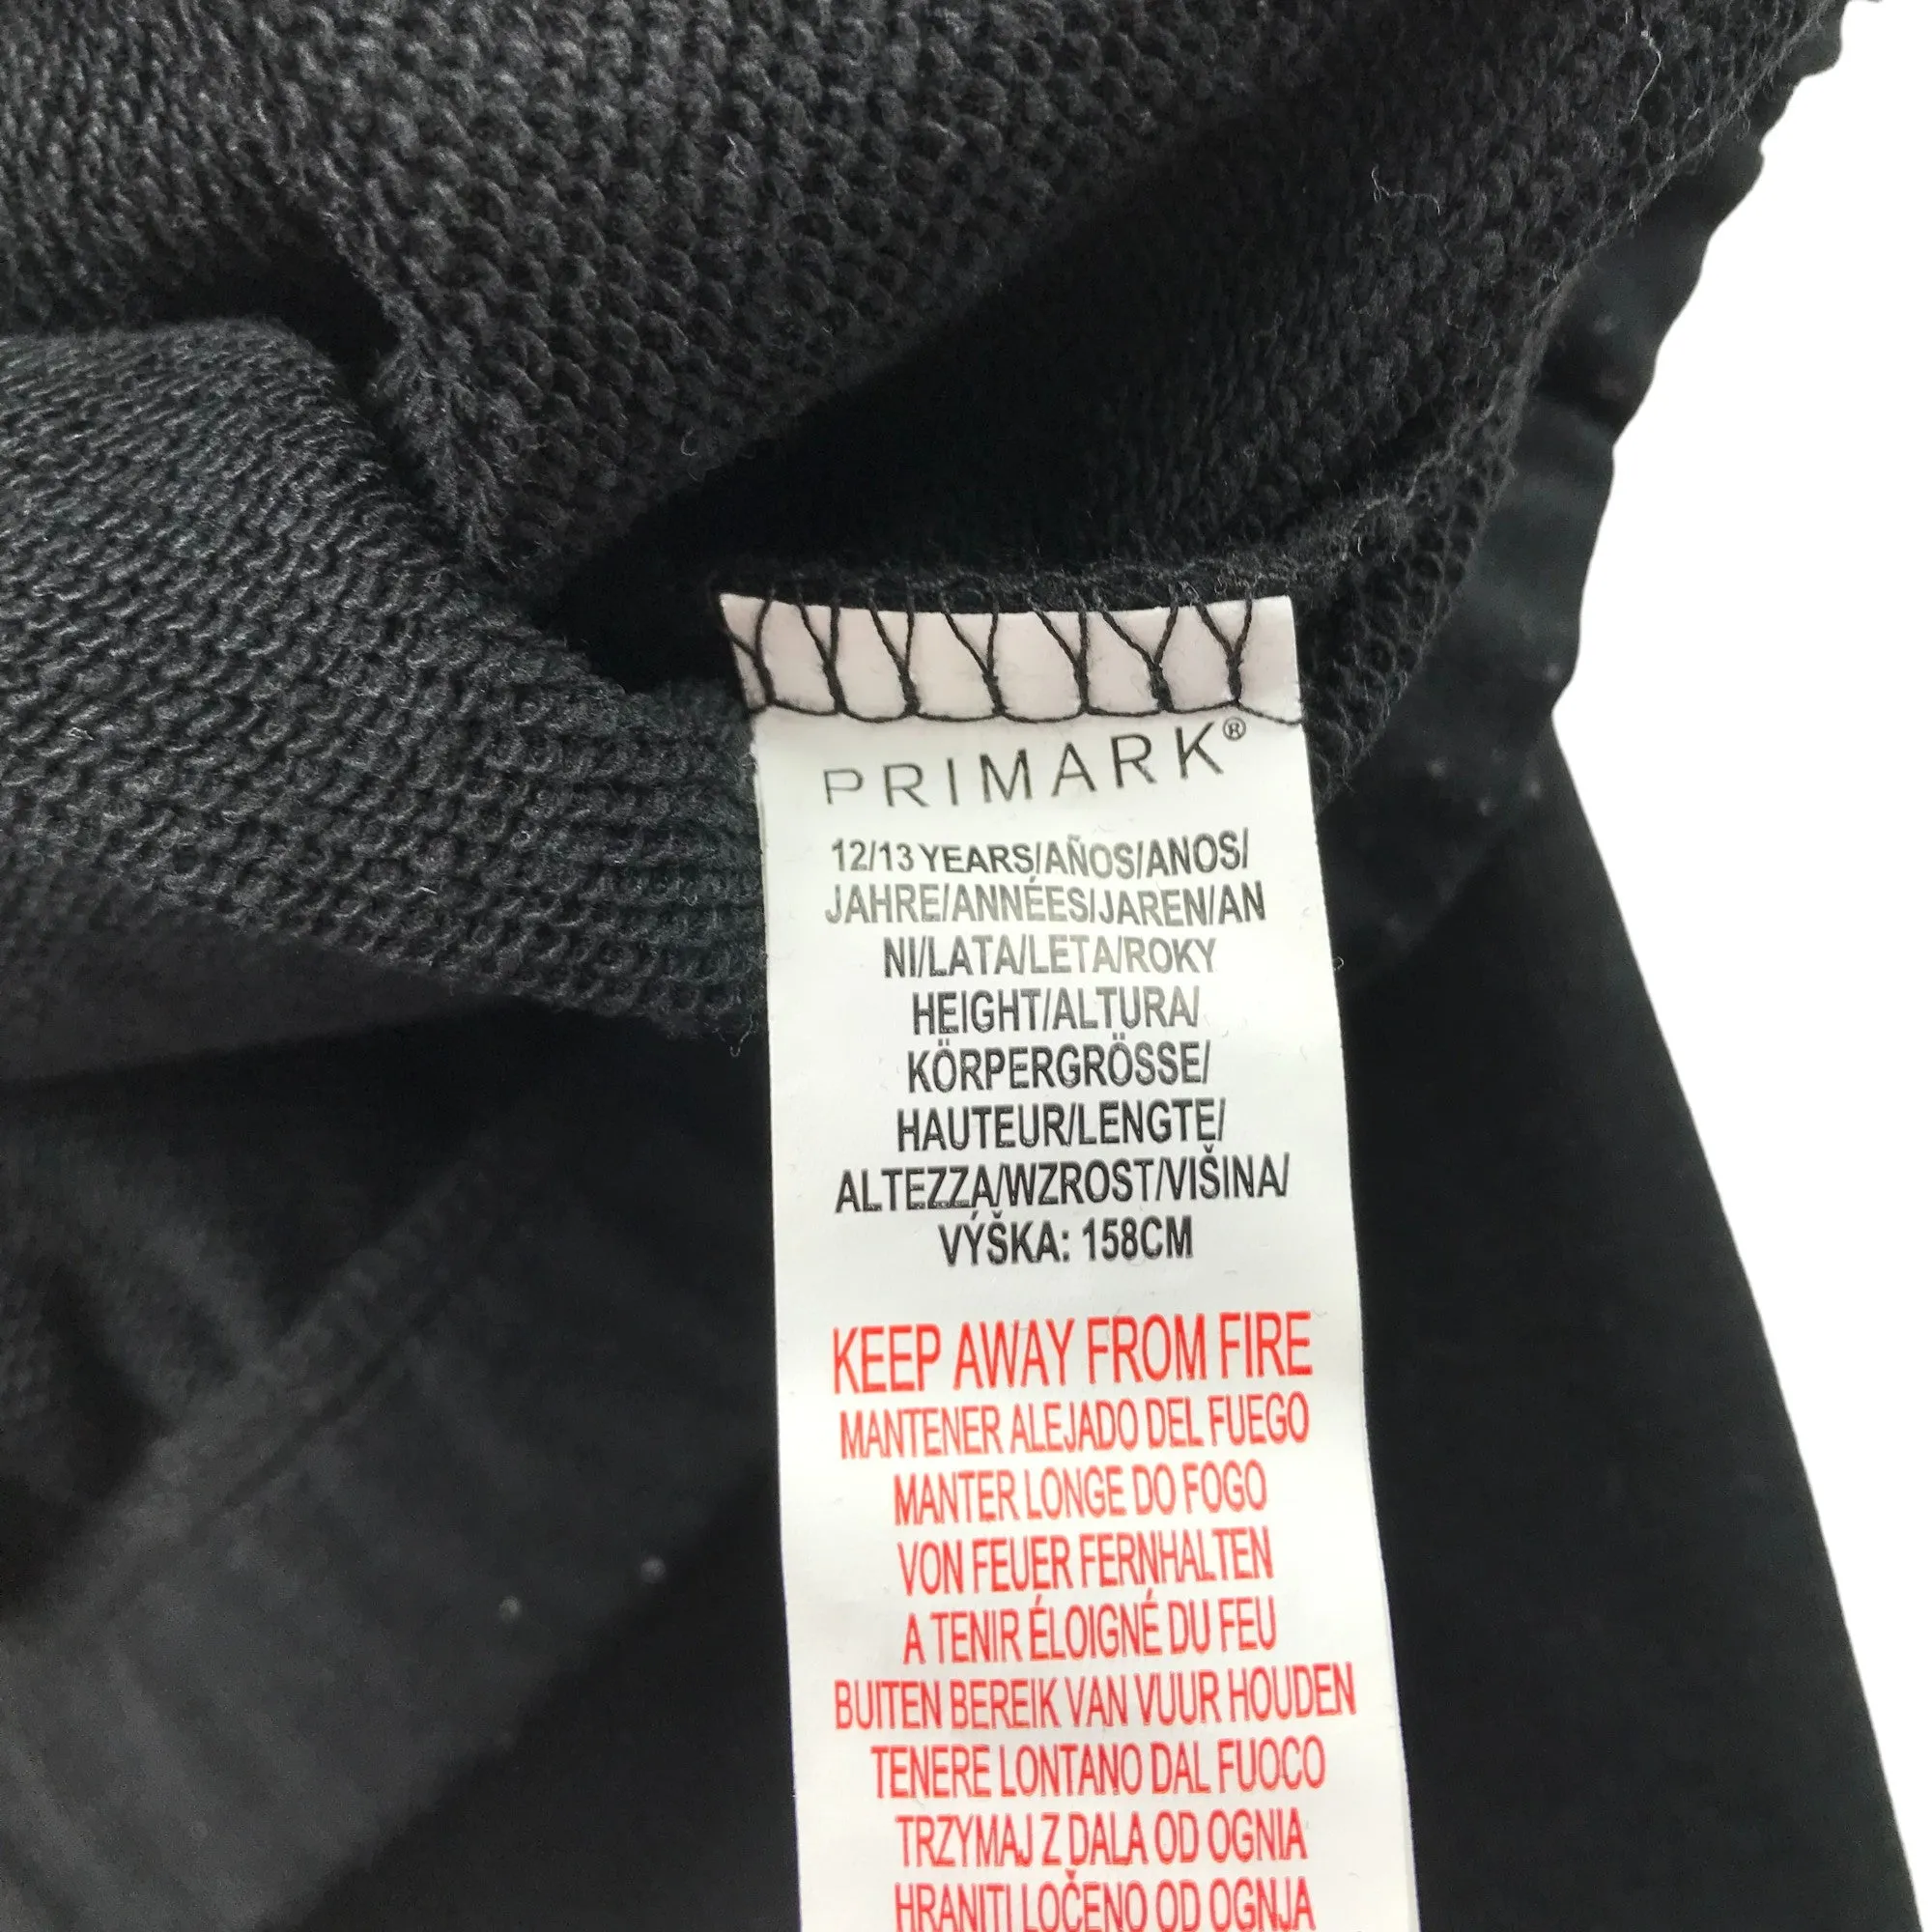 PRIMARK®
12/13 YEARS/AÑOS/ANOS/
JAHRE/ANNÉES/JAREN/AN
NI/LATA/LETA/ROKY
HEIGHT/ALTURA/
KÖRPERGRÖSSE/
HAUTEUR/LENGTE/
ALTEZZA/WZROST/VIŠINA/
VÝŠKA: 158CM
KEEP AWAY FROM FIRE
MANTENER ALEJADO DEL FUEGO
MANTER LONGE DO FOGO
VON FEUER FERNHALTEN
A TENIR ÉLOIGNÉ DU FEU
BUITEN BEREIK VAN VUUR HOUDEN
TENERE LONTANO DAL FUOCO
TRZYMAJ Z DALA OD OGNIA
HRANITI LOČENO OD OGNJA